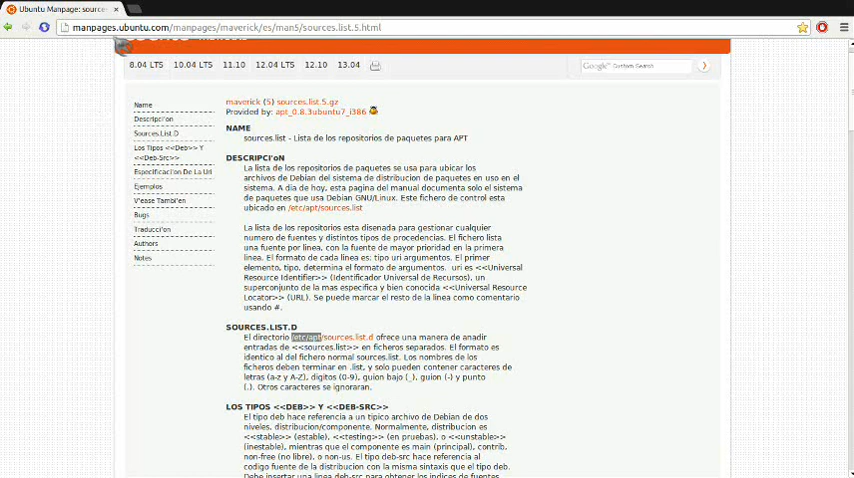 Ubuntu Manpage: sources
manpages.ubuntu.com/manpages/maverick/es/man5/sources.list.5.html
8.04 LTS 10.04 LTS 11.10 12.04 LTS 12.10 13.04
Google Custom Search
Name
Descripci'on
Sources.List.D
Los Tipos <<Deb>> Y
<<Deb-Src>>
Especificaci'on De La Uri
Ejemplos
V'ease Tambi'en
Bugs
Traducci'on
Authors
Notes
maverick (5) sources.list.5.gz
Provided by: apt_0.8.3ubuntu7_i386
NAME
sources.list - Lista de los repositorios de paquetes para APT
DESCRIPCI'oN
La lista de los repositorios de paquetes se usa para ubicar los
archivos de Debian del sistema de distribucion de paquetes en uso en el
sistema. A dia de hoy, esta pagina del manual documenta solo el sistema
de paquetes que usa Debian GNU/Linux. Este fichero de control esta
ubicado en /etc/apt/sources.list
La lista de los repositorios esta disenada para gestionar cualquier
numero de fuentes y distintos tipos de procedencias. El fichero lista
una fuente por linea, con la fuente de mayor prioridad en la primera
linea. El formato de cada linea es: tipo uri argumentos. El primer
elemento, tipo, determina el formato de argumentos. uri es <<Universal
Resource Identifier>> (Identificador Universal de Recursos), un
superconjunto de la mas especifica y bien conocida <<Universal Resource
Locator>> (URL). Se puede marcar el resto de la linea como comentario
usando #.
SOURCES.LIST.D
El directorio /etc/apt/sources.list.d ofrece una manera de anadir
entradas de <<sources.list>> en ficheros separados. El formato es
identico al del fichero normal sources.list. Los nombres de los
ficheros deben terminar en .list, y solo pueden contener caracteres de
letras (a-z y A-Z), digitos (0-9), guion bajo (_), guion (-) y punto
(.). Otros caracteres se ignoraran.
LOS TIPOS <<DEB>> Y <<DEB-SRC>>
El tipo deb hace referencia a un tipico archivo de Debian de dos
niveles, distribucion/componente. Normalmente, distribucion es
<<stable>> (estable), <<testing>> (en pruebas), o <<unstable>>
(inestable), mientras que el componente es main (principal), contrib,
non-free (no libre), o non-us. El tipo deb-src hace referencia al
codigo fuente de la distribucion con la misma sintaxis que el tipo deb.
Debe insertar una linea deb-src para obtener los indices de fuentes